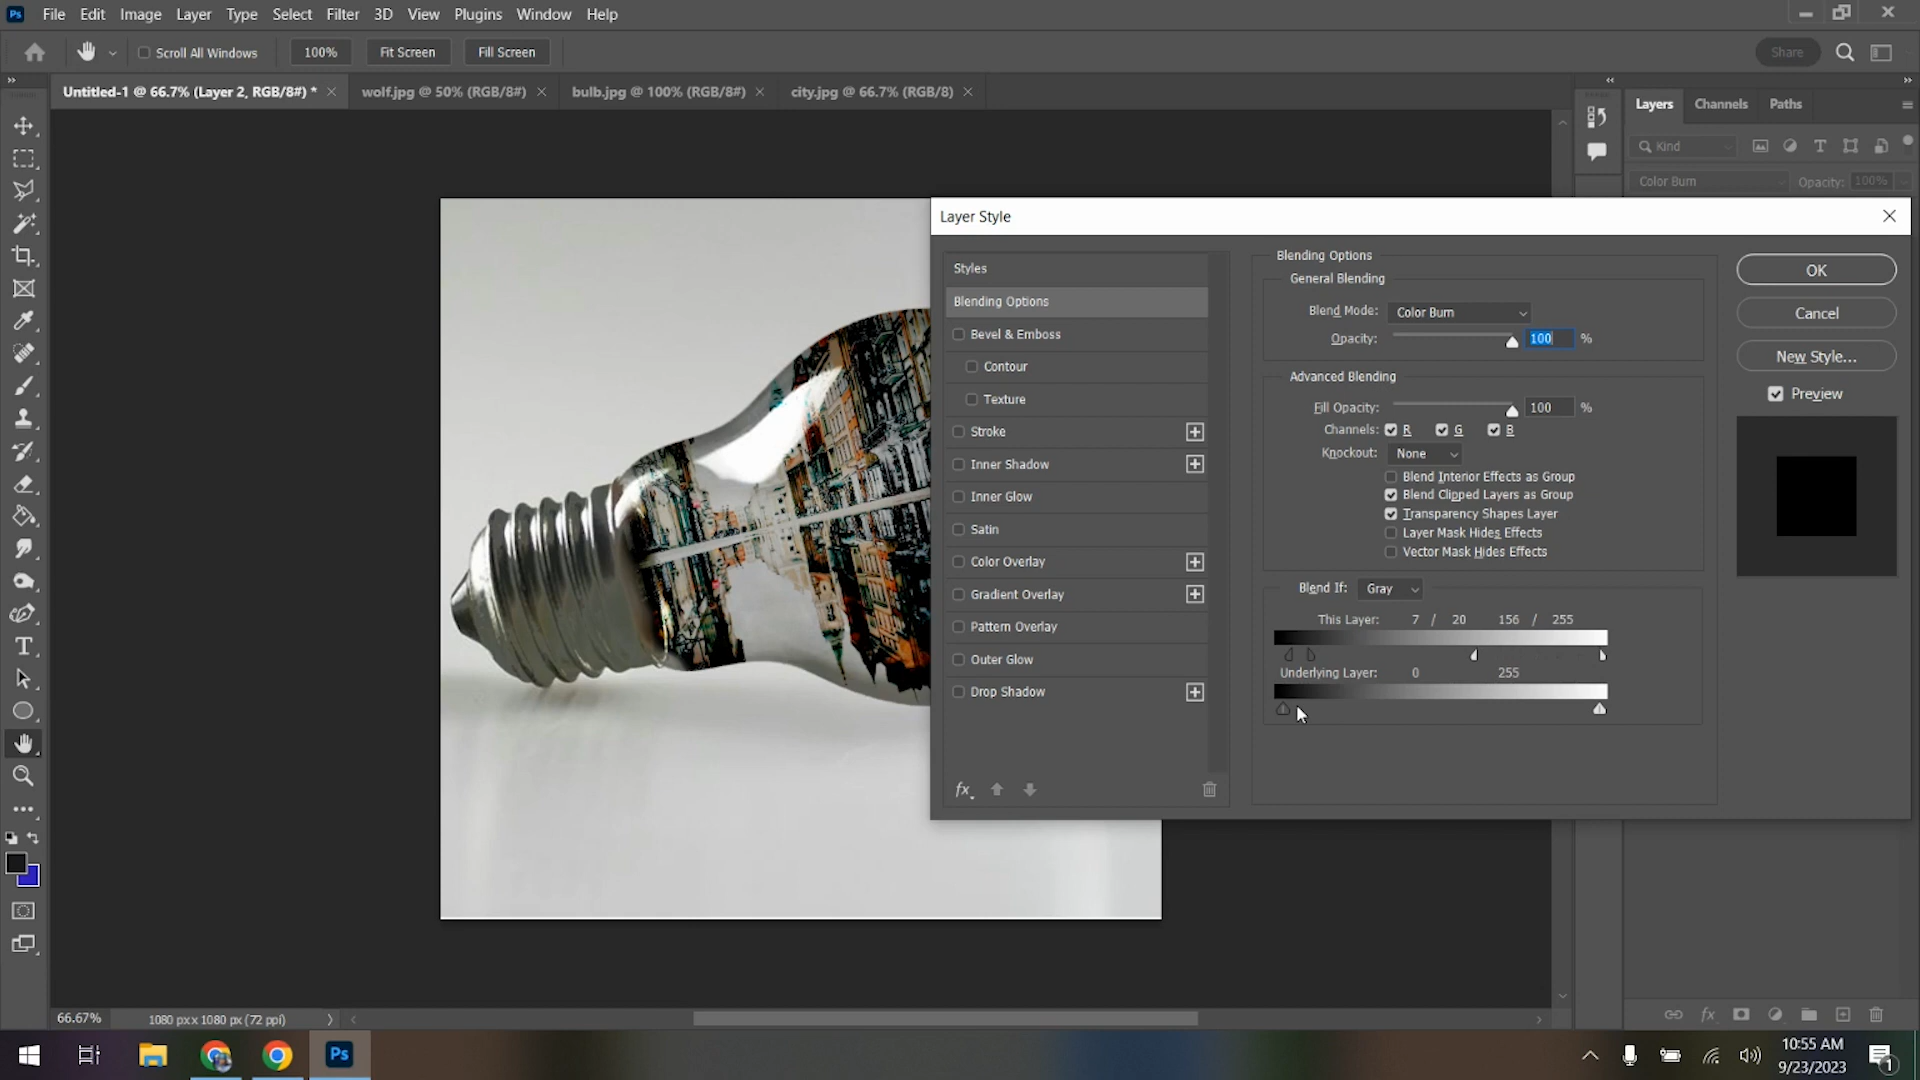 Ps File Edit Image Layer Type Select Filter 3D View Plugins Window Help
Scroll All Windows 100% Fit Screen Fill Screen Share
Untitled-1 @ 66.7% (Layer 2, RGB/8#) * wolf.jpg @ 50% (RGB/8#) bulb.jpg @ 100% (RGB/8#) city.jpg @ 66.7% (RGB/8)
Layers Channels Paths
Kind
Color Burn Opacity: 100%
Layer Style
Styles
Blending Options
Bevel & Emboss
Contour
Texture
Stroke
Inner Shadow
Inner Glow
Satin
Color Overlay
Gradient Overlay
Pattern Overlay
Outer Glow
Drop Shadow
fx
Blending Options
General Blending
Blend Mode: Color Burn
Opacity: 100 %
Advanced Blending
Fill Opacity: 100 %
Channels: R G B
Knockout: None
Blend Interior Effects as Group
Blend Clipped Layers as Group
Transparency Shapes Layer
Layer Mask Hides Effects
Vector Mask Hides Effects
Blend If: Gray
This Layer: 7 / 20 156 / 255
Underlying Layer: 0 255
OK
Cancel
New Style...
Preview
66.67% 1080 px x 1080 px (72 ppi)
fx
Ps
10:55 AM
9/23/2023
1